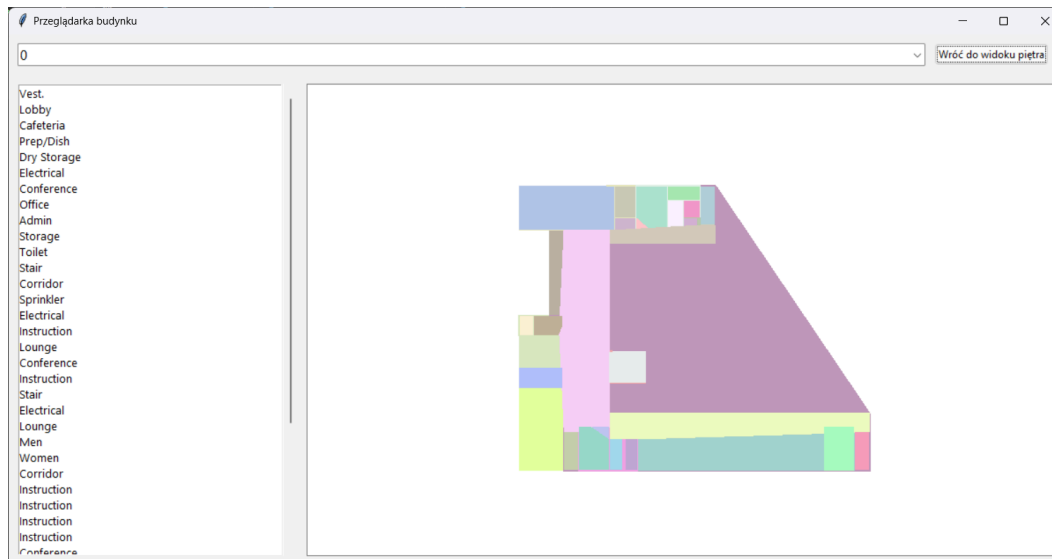 Przeglądarka budynku
0
Wróć do widoku piętra
Vest.
Lobby
Cafeteria
Prep/Dish
Dry Storage
Electrical
Conference
Office
Admin
Storage
Toilet
Stair
Corridor
Sprinkler
Electrical
Instruction
Lounge
Conference
Instruction
Stair
Electrical
Lounge
Men
Women
Corridor
Instruction
Instruction
Instruction
Instruction
Conference